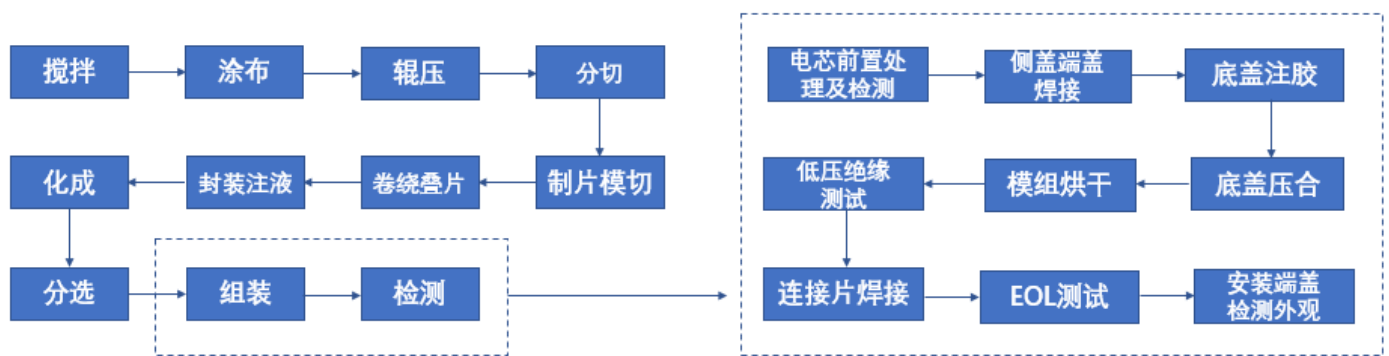 搅拌
涂布
辊压
分切
化成
封装注液
卷绕叠片
制片模切
分选
组装
检测
电芯前置处
理及检测
侧盖端盖
焊接
底盖注胶
低压绝缘
测试
模组烘干
底盖压合
连接片焊接
EOL测试
安装端盖
检测外观